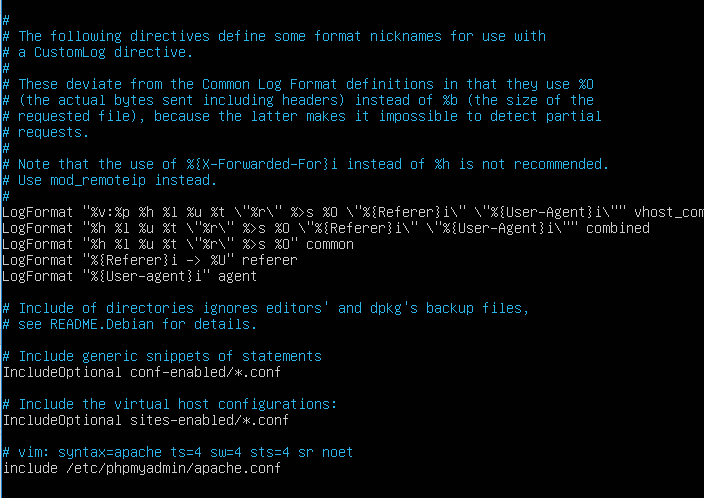 #
# The following directives define some format nicknames for use with
# a CustomLog directive.
#
# These deviate from the Common Log Format definitions in that they use %O
# (the actual bytes sent including headers) instead of %b (the size of the
# requested file), because the latter makes it impossible to detect partial
# requests.
#
# Note that the use of %{X-Forwarded-For}i instead of %h is not recommended.
# Use mod_remoteip instead.
#
LogFormat "%v:%p %h %l %u %t \"%r\" %>s %O \"%{Referer}i\" \"%{User-Agent}i\"" vhost_com
LogFormat "%h %l %u %t \"%r\" %>s %O \"%{Referer}i\" \"%{User-Agent}i\"" combined
LogFormat "%h %l %u %t \"%r\" %>s %O" common
LogFormat "%{Referer}i -> %U" referer
LogFormat "%{User-agent}i" agent
# Include of directories ignores editors' and dpkg's backup files,
# see README.Debian for details.
# Include generic snippets of statements
IncludeOptional conf-enabled/*.conf
# Include the virtual host configurations:
IncludeOptional sites-enabled/*.conf
# vim: syntax=apache ts=4 sw=4 sts=4 sr noet
include /etc/phpmyadmin/apache.conf